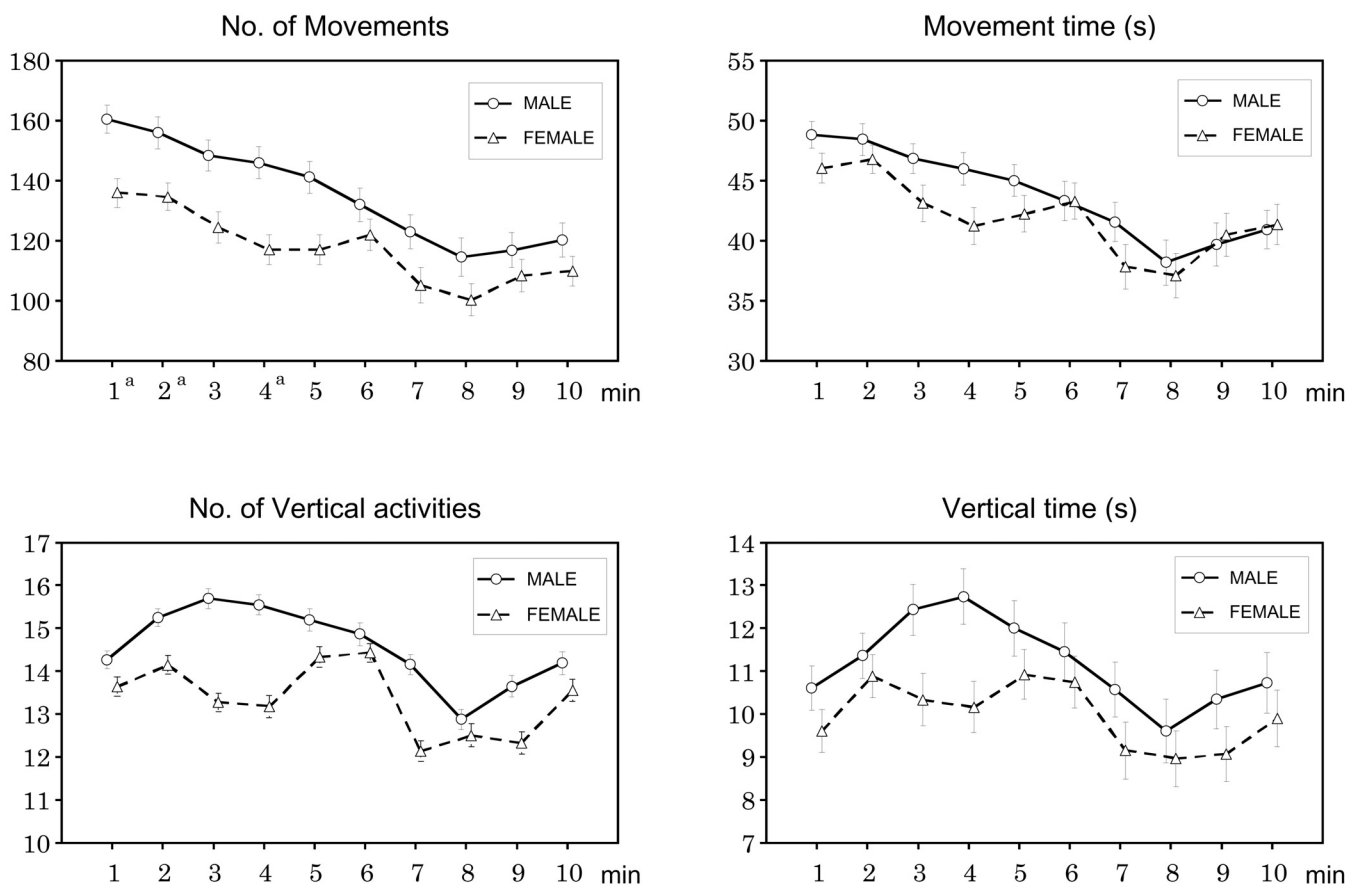 No. of Movements
180
160
140
120
100
80
MALE
FEMALE
1a 2a 3 4a 5 6 7 8 9 10 min
Movement time (s)
55
50
45
40
35
30
MALE
FEMALE
1 2 3 4 5 6 7 8 9 10 min
No. of Vertical activities
17
16
15
14
13
12
11
10
MALE
FEMALE
1 2 3 4 5 6 7 8 9 10 min
Vertical time (s)
14
13
12
11
10
9
8
7
MALE
FEMALE
1 2 3 4 5 6 7 8 9 10 min